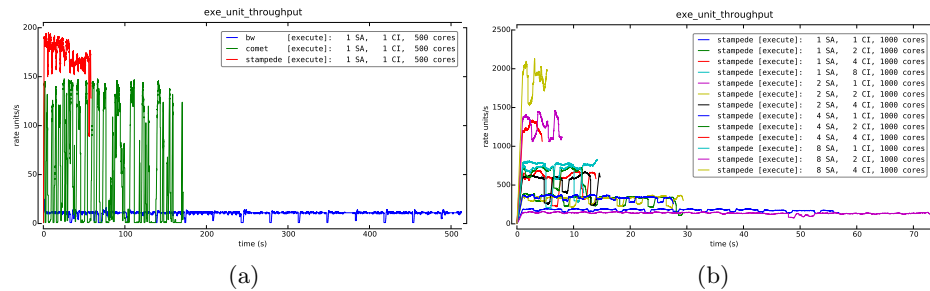 exe_unit_throughput
bw [execute]: 1 SA, 1 CI, 500 cores
comet [execute]: 1 SA, 1 CI, 500 cores
stampede [execute]: 1 SA, 1 CI, 500 cores
200
150
100
50
0
rate units/s
0 100 200 300 400 500
time (s)
(a)
exe_unit_throughput
stampede [execute]: 1 SA, 1 CI, 1000 cores
stampede [execute]: 1 SA, 2 CI, 1000 cores
stampede [execute]: 1 SA, 4 CI, 1000 cores
stampede [execute]: 1 SA, 8 CI, 1000 cores
stampede [execute]: 2 SA, 1 CI, 1000 cores
stampede [execute]: 2 SA, 2 CI, 1000 cores
stampede [execute]: 2 SA, 4 CI, 1000 cores
stampede [execute]: 4 SA, 1 CI, 1000 cores
stampede [execute]: 4 SA, 2 CI, 1000 cores
stampede [execute]: 4 SA, 4 CI, 1000 cores
stampede [execute]: 8 SA, 1 CI, 1000 cores
stampede [execute]: 8 SA, 2 CI, 1000 cores
stampede [execute]: 8 SA, 4 CI, 1000 cores
2500
2000
1500
1000
500
0
rate units/s
0 10 20 30 40 50 60 70
time (s)
(b)